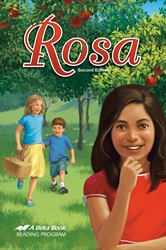 Rosa
Second Edition
A Beka Book
READING PROGRAM